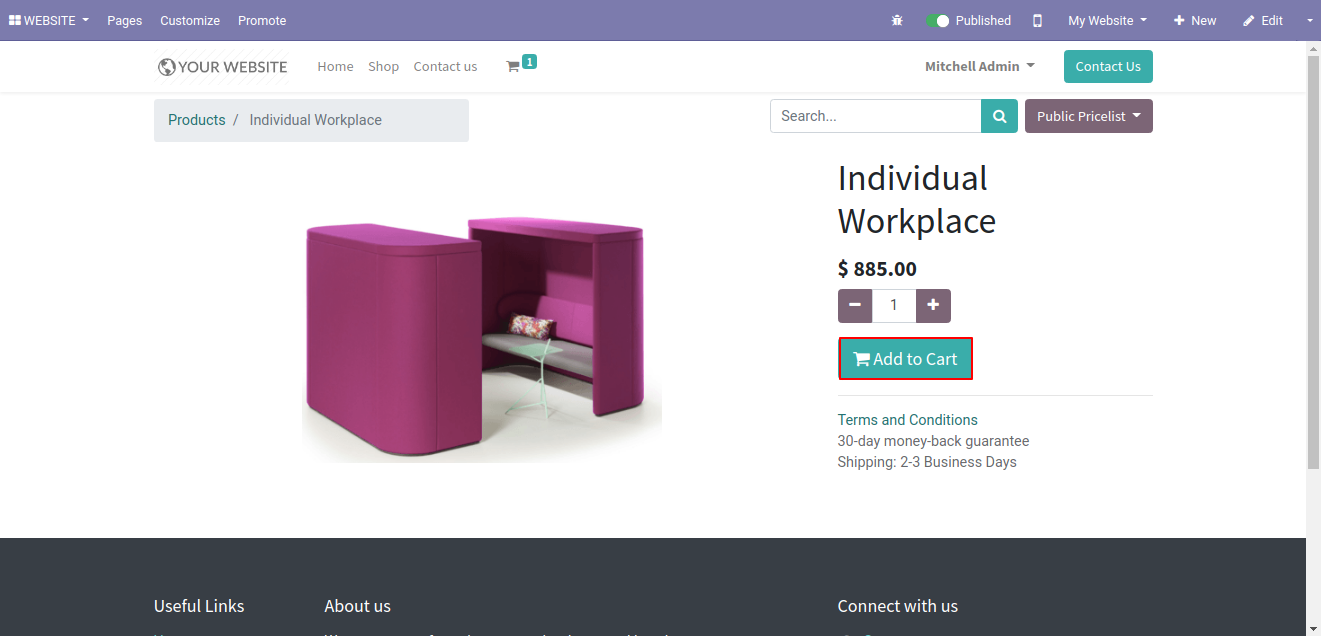 WEBSITE Pages Customize Promote Published My Website New Edit
YOUR WEBSITE Home Shop Contact us 1 Mitchell Admin Contact Us
Products / Individual Workplace Search... Public Pricelist
Individual
Workplace
$ 885.00
1
Add to Cart
Terms and Conditions
30-day money-back guarantee
Shipping: 2-3 Business Days
Useful Links About us Connect with us